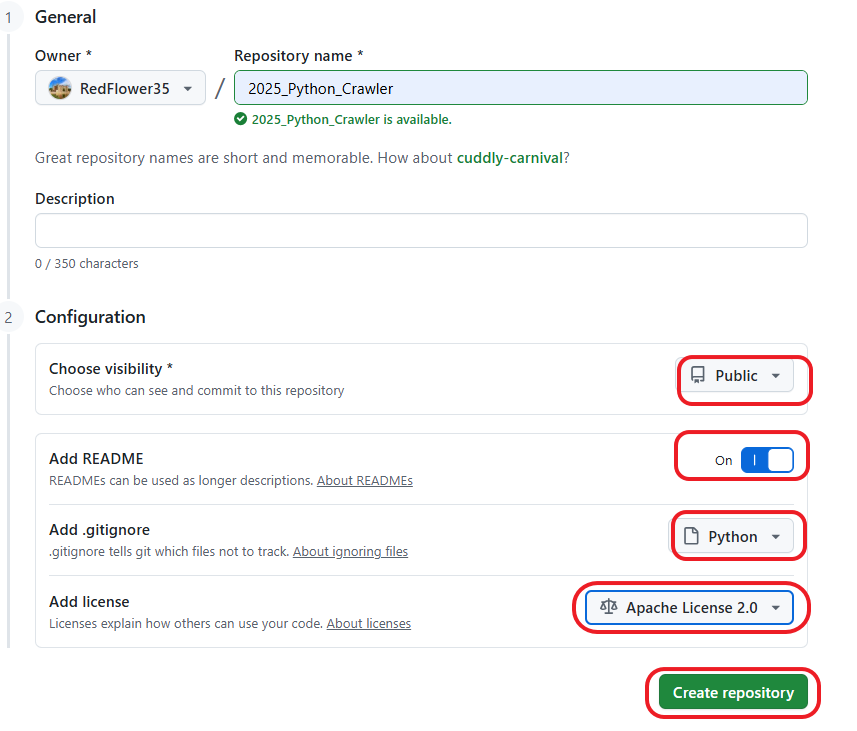 1 General
Owner * Repository name *
RedFlower35 / 2025_Python_Crawler
2025_Python_Crawler is available.
Great repository names are short and memorable. How about cuddly-carnival?
Description
0 / 350 characters
2 Configuration
Choose visibility *
Choose who can see and commit to this repository
Public
Add README
READMEs can be used as longer descriptions. About READMEs
On
Add .gitignore
.gitignore tells git which files not to track. About ignoring files
Python
Add license
Licenses explain how others can use your code. About licenses
Apache License 2.0
Create repository